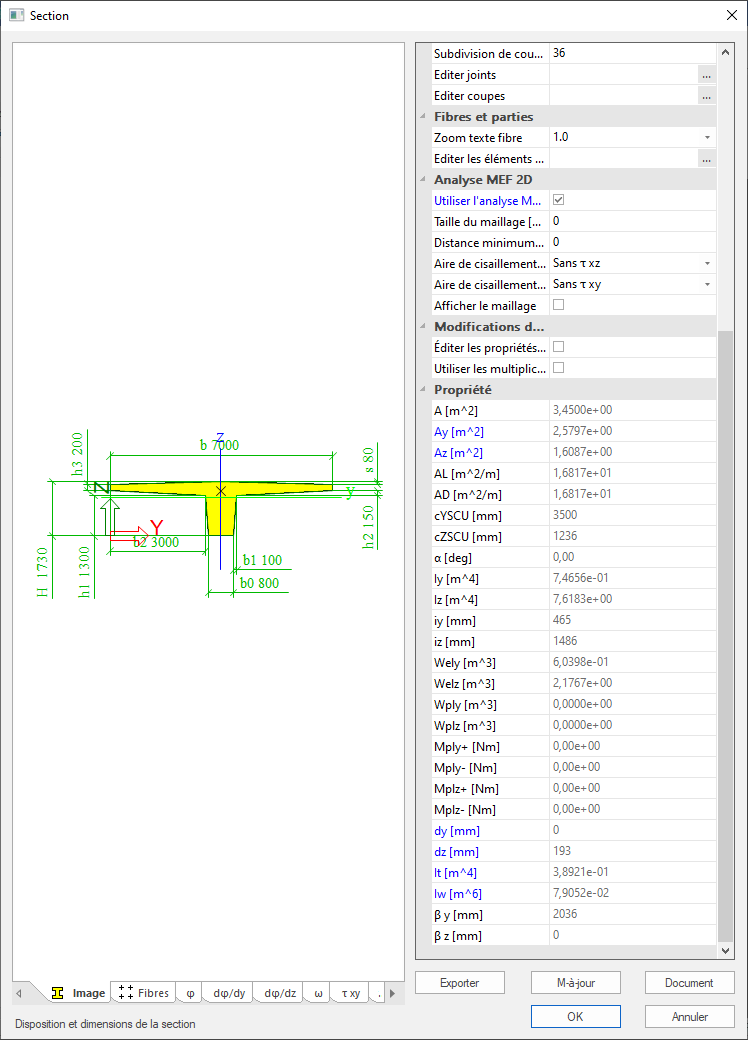 Section
Z
b 7000
h3 200
s 80
y
Y
b2 3000
h2 150
b1 100
b0 800
H 1730
h1 1300
Image
Fibres
φ
dφ/dy
dφ/dz
ω
τ xy
Disposition et dimensions de la section
Subdivision de cou... 36
Editer joints ...
Editer coupes ...
Fibres et parties
Zoom texte fibre 1.0
Editer les éléments ... ...
Analyse MEF 2D
Utiliser l'analyse M...
Taille du maillage [... 0
Distance minimum... 0
Aire de cisaillement... Sans τ xz
Aire de cisaillement... Sans τ xy
Afficher le maillage
Modifications d...
Éditer les propriétés...
Utiliser les multiplic...
Propriété
A [m^2] 3,4500e+00
Ay [m^2] 2,5797e+00
Az [m^2] 1,6087e+00
AL [m^2/m] 1,6817e+01
AD [m^2/m] 1,6817e+01
cYSCU [mm] 3500
cZSCU [mm] 1236
α [deg] 0,00
Iy [m^4] 7,4656e-01
Iz [m^4] 7,6183e+00
iy [mm] 465
iz [mm] 1486
Wely [m^3] 6,0398e-01
Welz [m^3] 2,1767e+00
Wply [m^3] 0,0000e+00
Wplz [m^3] 0,0000e+00
Mply+ [Nm] 0,00e+00
Mply- [Nm] 0,00e+00
Mplz+ [Nm] 0,00e+00
Mplz- [Nm] 0,00e+00
dy [mm] 0
dz [mm] 193
It [m^4] 3,8921e-01
Iw [m^6] 7,9052e-02
β y [mm] 2036
β z [mm] 0
Exporter
M-à-jour
Document
OK
Annuler